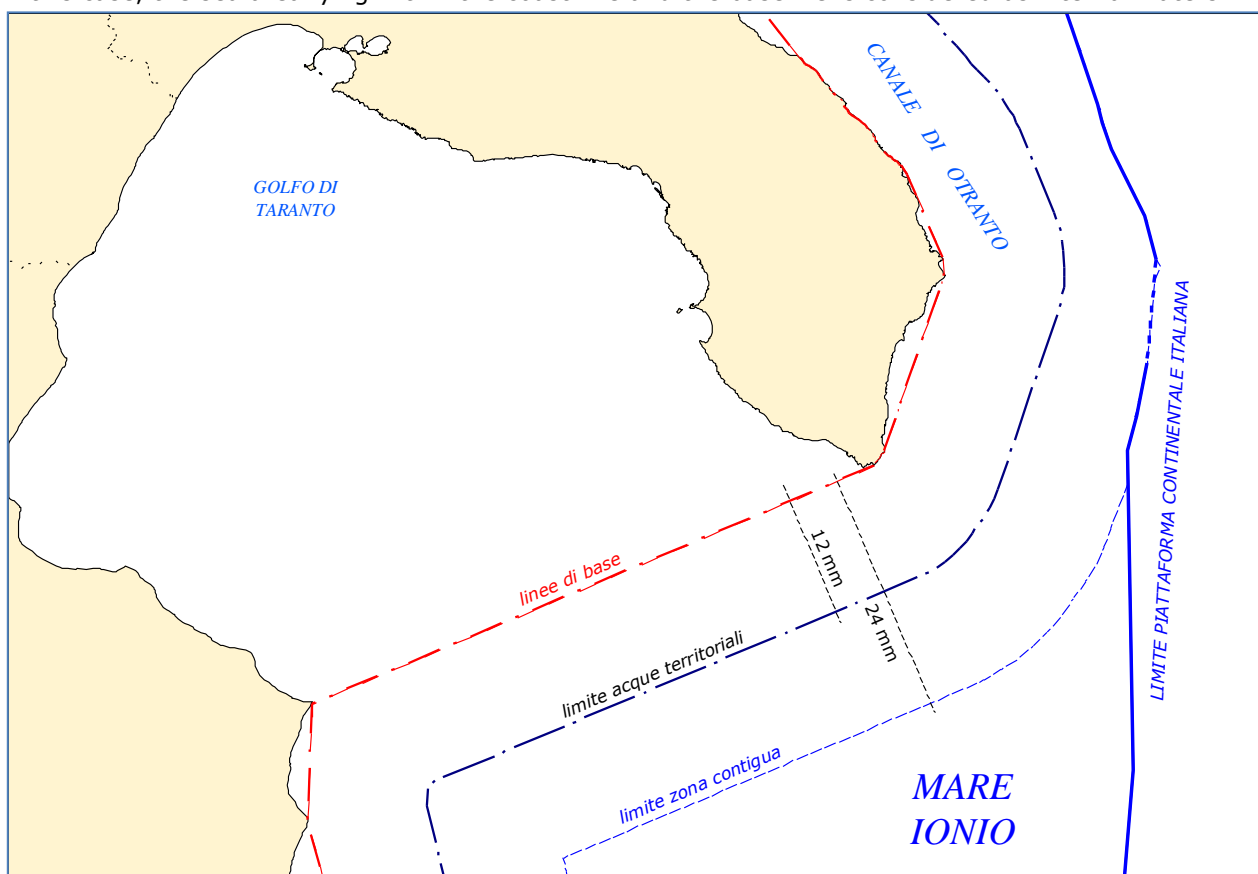 CANALE DI OTRANTO
GOLFO DI
TARANTO
LIMITE PIATTAFORMA CONTINENTALE ITALIANA
linee di base
12 mm
24 mm
limite acque territoriali
limite zona contigua
MARE
IONIO